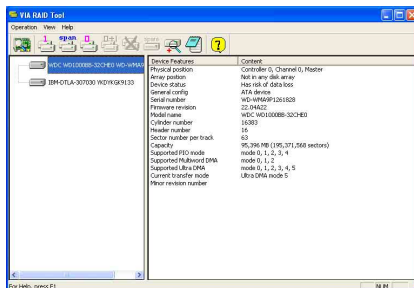 VIA RAID Tool
Operation View Help
span
WDC WD1000BB-32CHE0 WD-WMA9
IBM-DTLA-307030 YKDYKGK9133
Device Features Content
Physical position Controller 0, Channel 0, Master
Array position Not in any disk array
Device status Has risk of data loss
General config ATA device
Serial number WD-WMA9P1261828
Firmware revision 22.04A22
Model name WDC WD1000BB-32CHE0
Cylinder number 16383
Header number 16
Sector number per track 63
Capacity 95,396 MB (195,371,568 sectors)
Supported PIO mode mode 0, 1, 2, 3, 4
Supported Multiword DMA mode 0, 1, 2
Supported Ultra DMA mode 0, 1, 2, 3, 4, 5
Current transfer mode Ultra DMA mode 5
Minor revision number
For Help, press F1 NUM